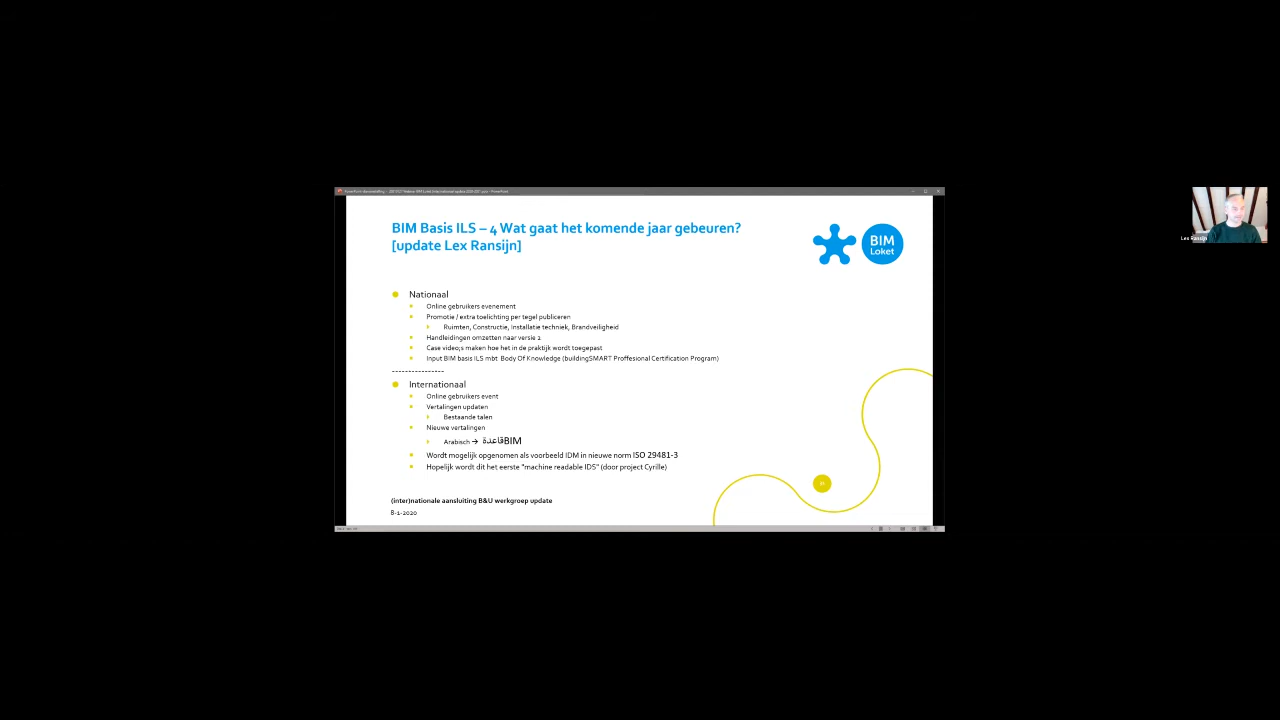 BIM Basis ILS – 4 Wat gaat het komende jaar gebeuren?
[update Lex Ransijn]
BIM
Loket
Nationaal
Online gebruikers evenement
Promotie / extra toelichting per tegel publiceren
Ruimten, Constructie, Installatie techniek, Brandveiligheid
Handleidingen omzetten naar versie 2
Case video;s maken hoe het in de praktijk wordt toegepast
Input BIM basis ILS mbt Body Of Knowledge (buildingSMART Proffesional Certification Program)
----------------
Internationaal
Online gebruikers event
Vertalingen updaten
Bestaande talen
Nieuwe vertalingen
Arabisch → قاعدةBIM
Wordt mogelijk opgenomen als voorbeeld IDM in nieuwe norm ISO 29481-3
Hopelijk wordt dit het eerste "machine readable IDS" (door project Cyrille)
(inter)nationale aansluiting B&U werkgroep update
8-1-2020
Lex Ransijn